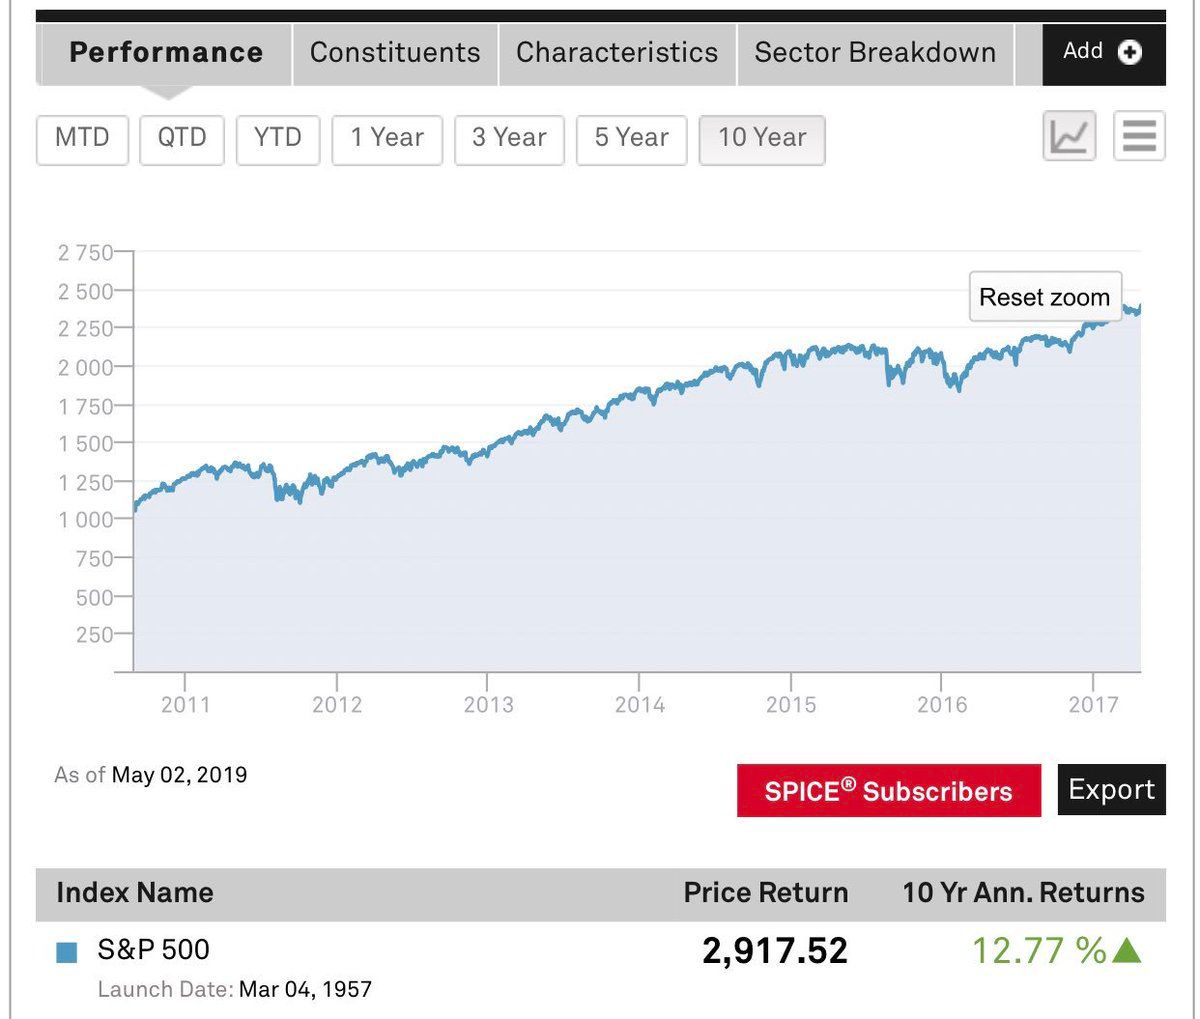 Performance Constituents Characteristics Sector Breakdown Add
MTD QTD YTD 1 Year 3 Year 5 Year 10 Year
2 750
Reset zoom
2 500
2 250
2 000
1 750
1 500
1 250
1 000
750
500
250
2011 2012 2013 2014 2015 2016 2017
As of May 02, 2019
SPICE® Subscribers Export
Index Name Price Return 10 Yr Ann. Returns
S&P 500 2,917.52 12.77 %
Launch Date: Mar 04, 1957